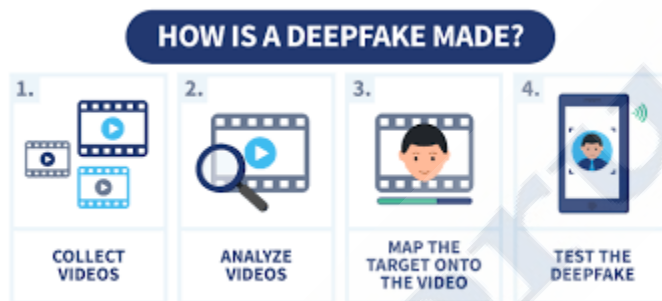 HOW IS A DEEPFAKE MADE?
1.
COLLECT
VIDEOS
2.
ANALYZE
VIDEOS
3.
MAP THE
TARGET ONTO
THE VIDEO
4.
TEST THE
DEEPFAKE